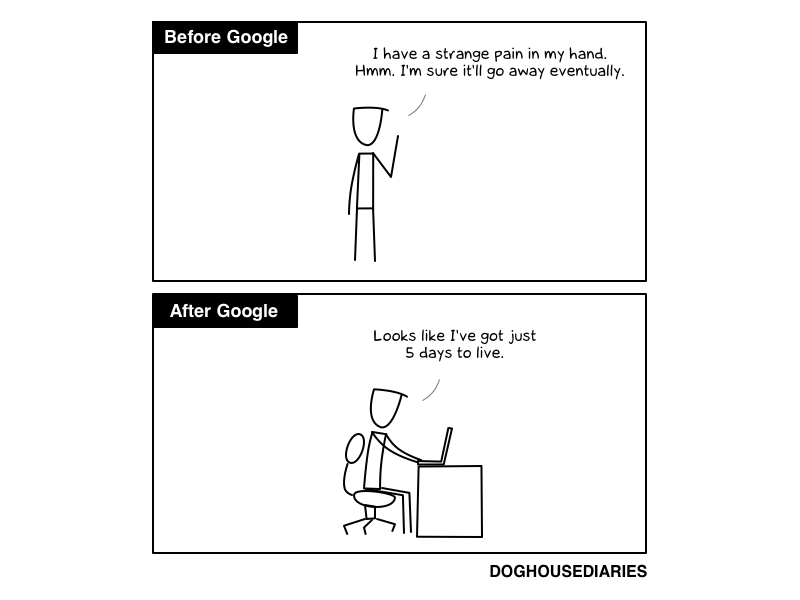 Before Google
I have a strange pain in my hand.
Hmm. I'm sure it'll go away eventually.
After Google
Looks like I've got just
5 days to live.
DOGHOUSEDIARIES